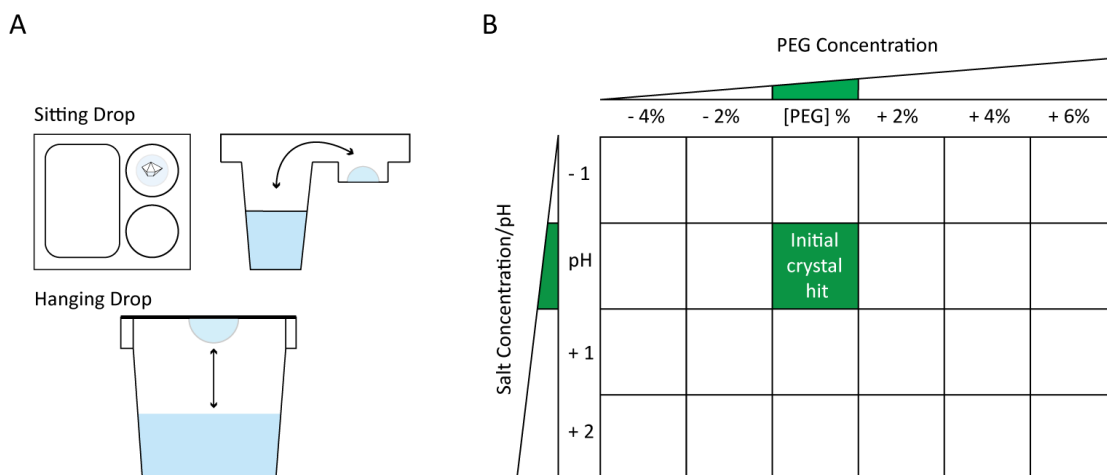 A
Sitting Drop
Hanging Drop
B
PEG Concentration
- 4% - 2% [PEG] % + 2% + 4% + 6%
Salt Concentration/pH
- 1
pH
+ 1
+ 2
Initial
crystal
hit